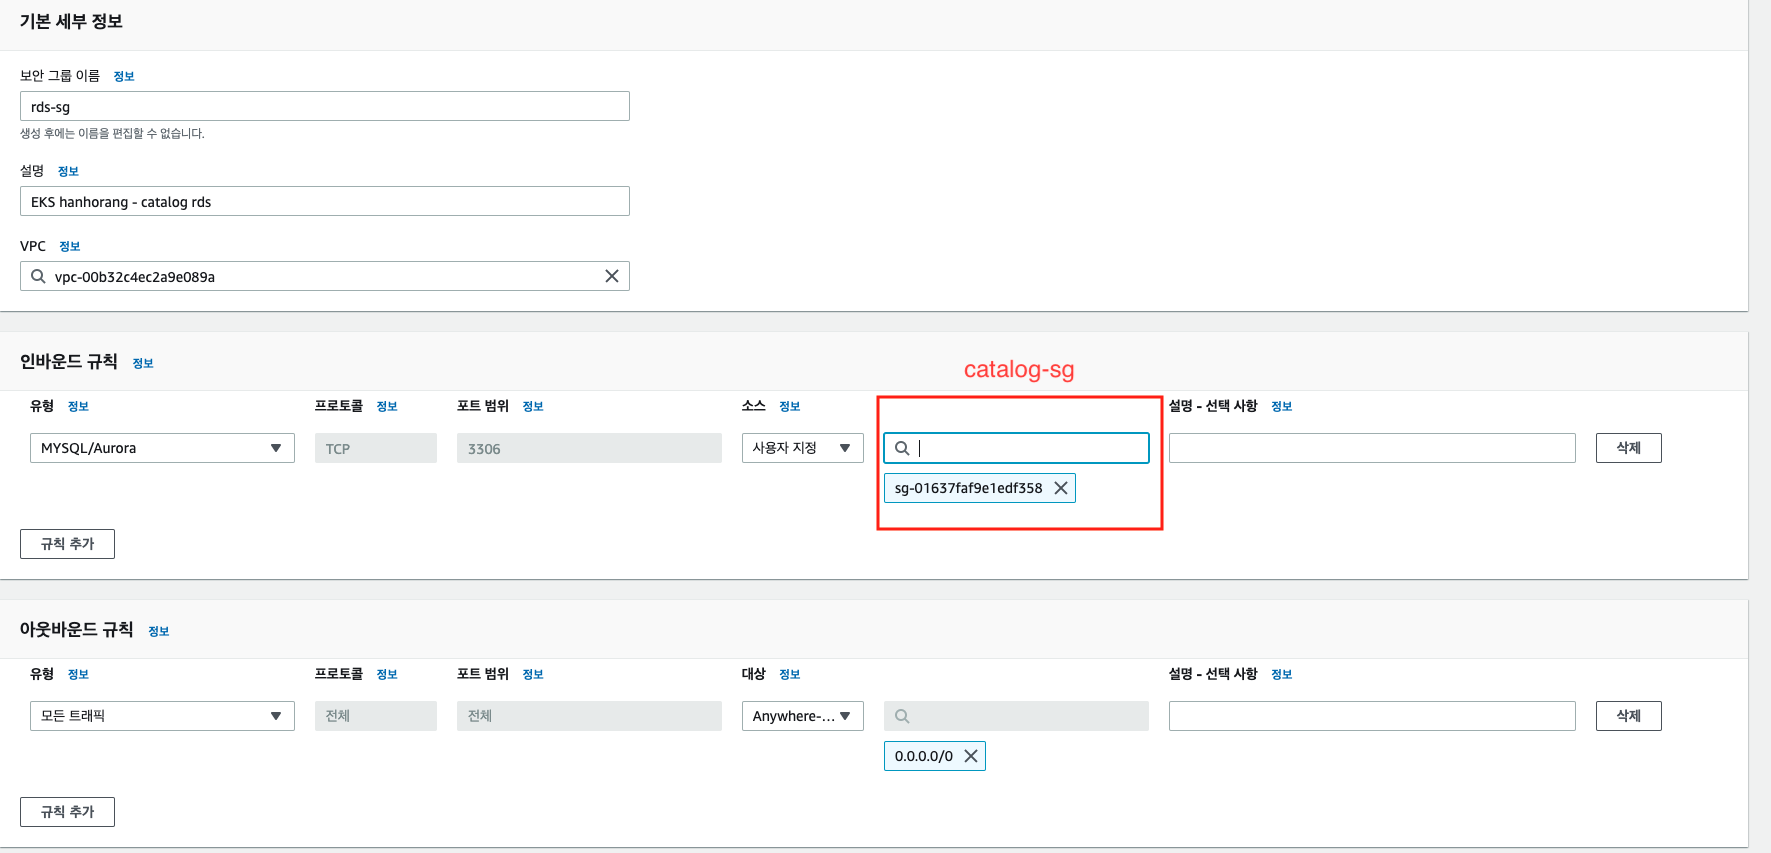 기본 세부 정보
보안 그룹 이름 정보
rds-sg
생성 후에는 이름을 편집할 수 없습니다.
설명 정보
EKS hanhorang - catalog rds
VPC 정보
vpc-00b32c4ec2a9e089a
인바운드 규칙 정보
catalog-sg
유형 정보 프로토콜 정보 포트 범위 정보 소스 정보 설명 - 선택 사항 정보
MYSQL/Aurora TCP 3306 사용자 지정 삭제
sg-01637faf9e1edf358
규칙 추가
아웃바운드 규칙 정보
유형 정보 프로토콜 정보 포트 범위 정보 대상 정보 설명 - 선택 사항 정보
모든 트래픽 전체 전체 Anywhere-... 삭제
0.0.0.0/0
규칙 추가